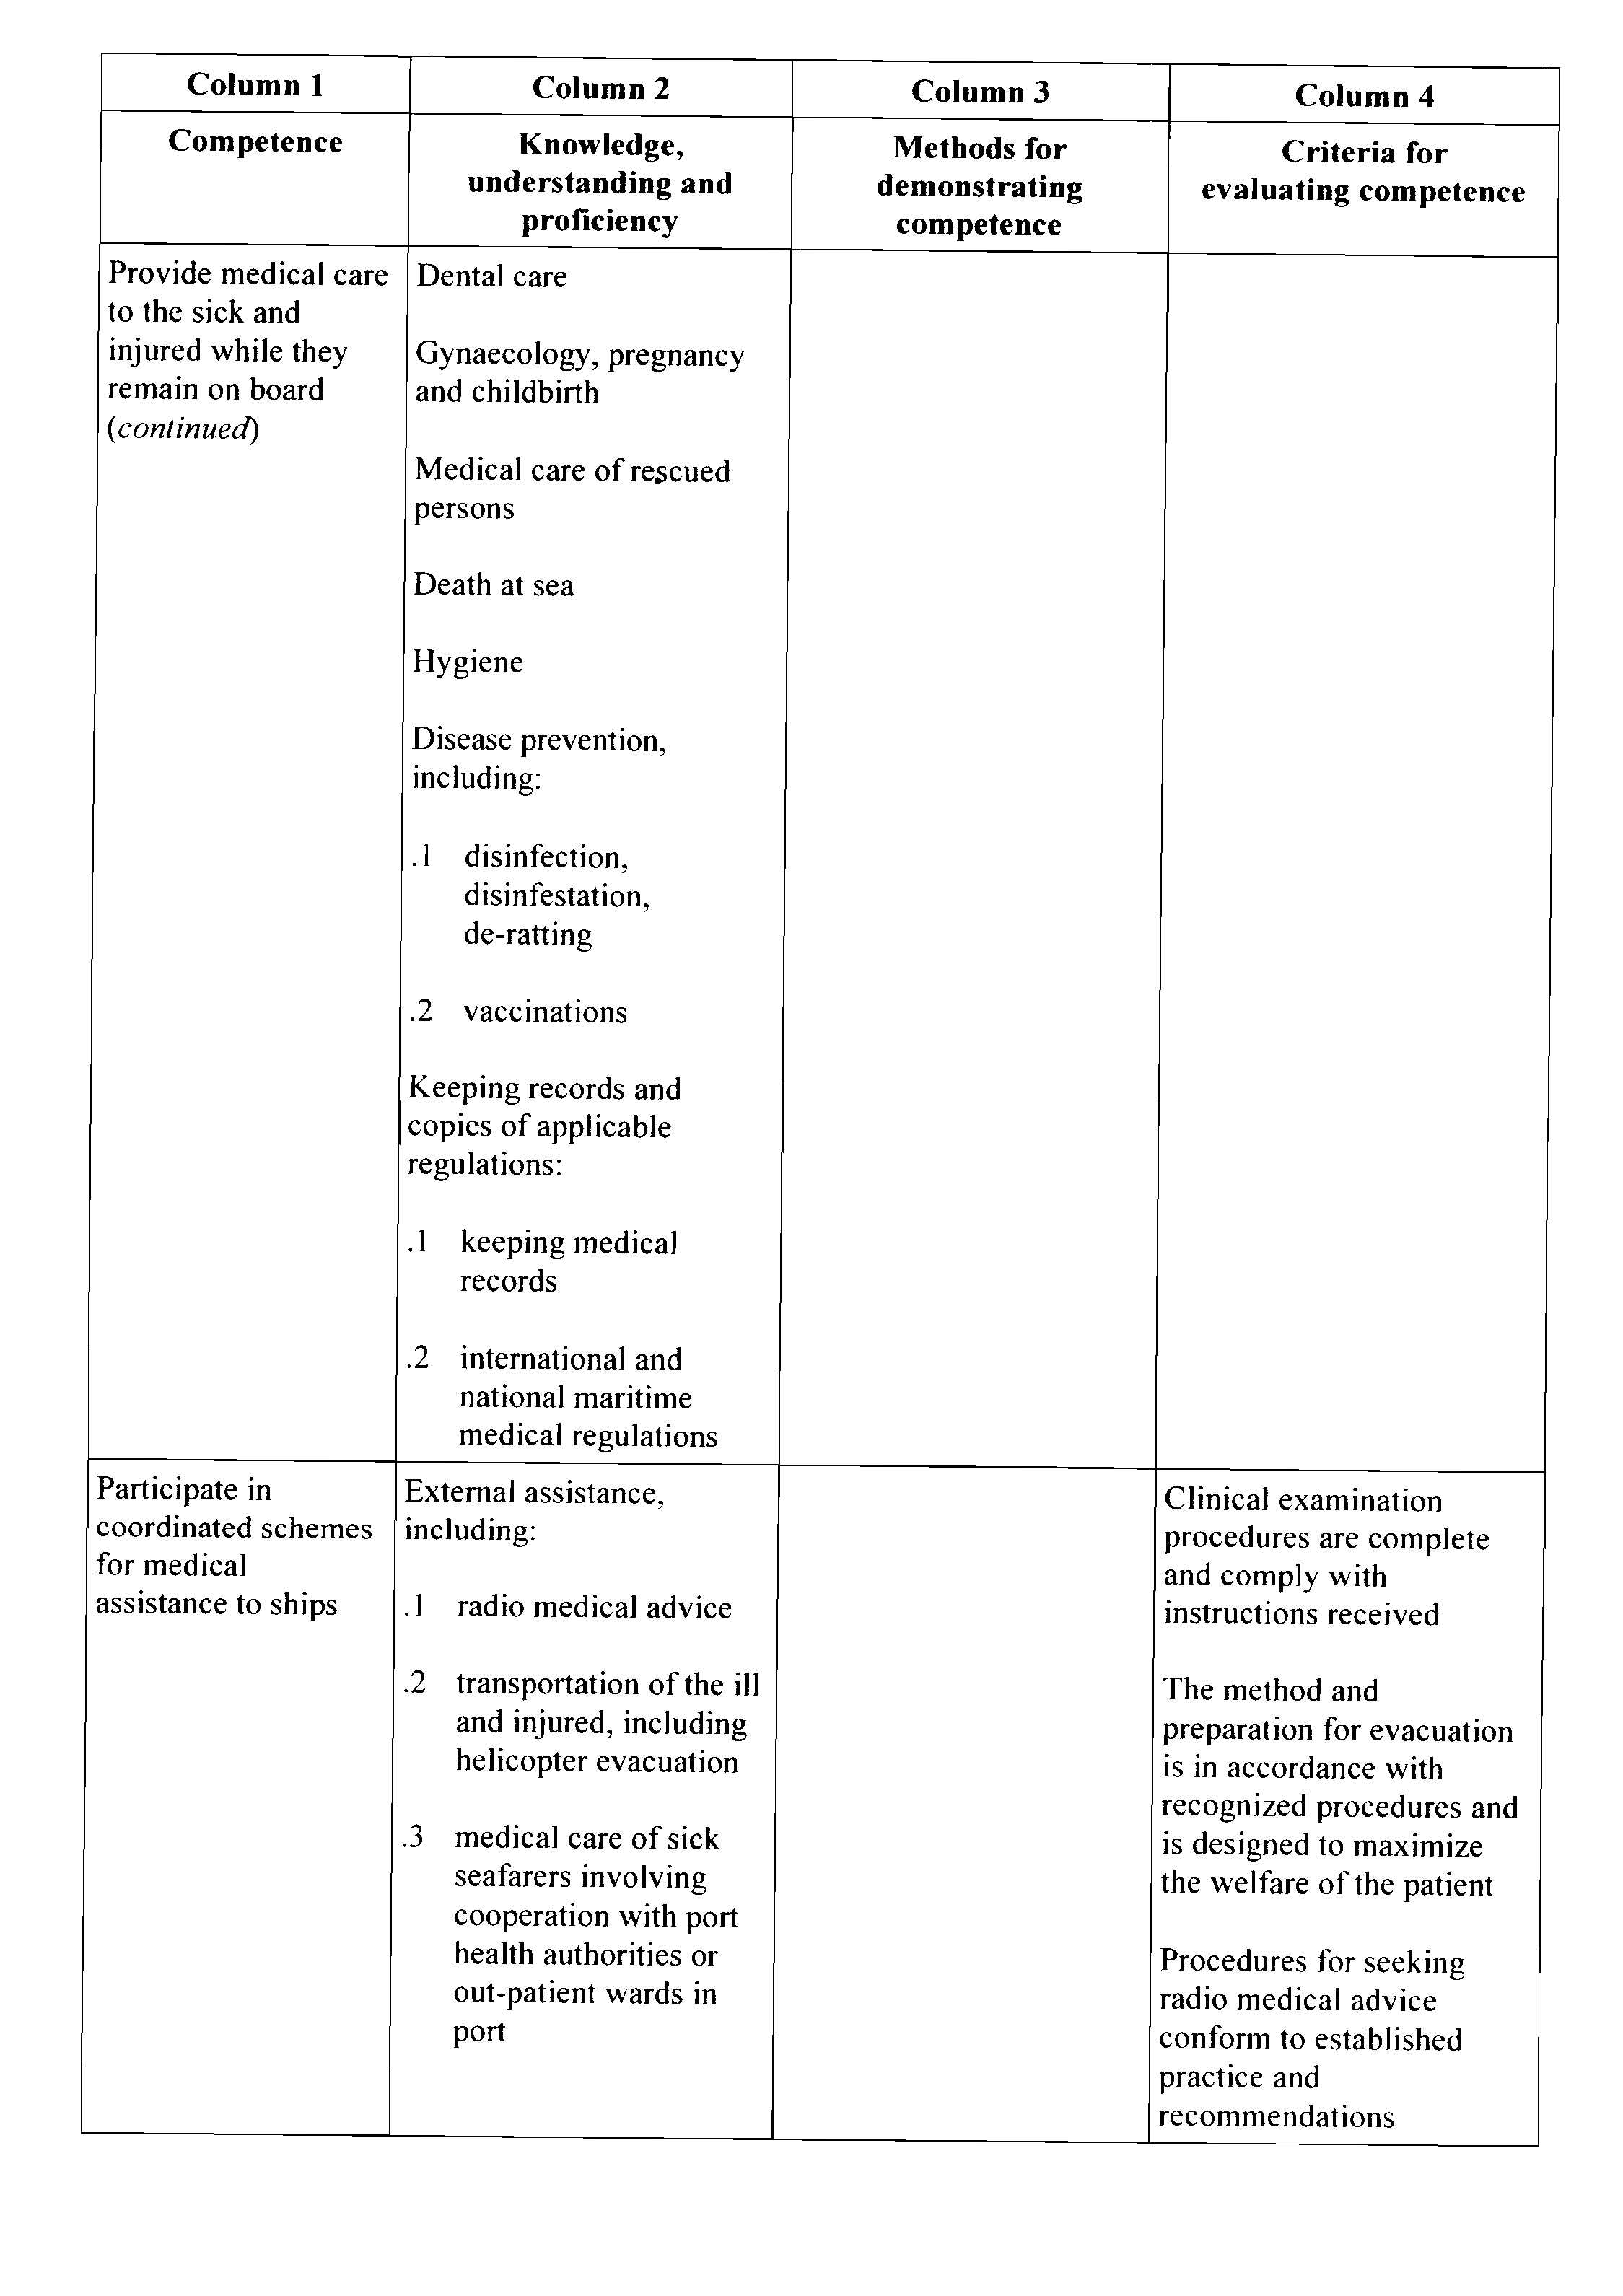 Column 1
Column 2
Column 3
Column 4
Competence
Knowledge,
understanding and
proficiency
Methods for
demonstrating
competence
Criteria for
evaluating competence
Provide medical care
to the sick and
injured while they
remain on board
(continued)
Dental care
Gynaecology, pregnancy
and childbirth
Medical care of rescued
persons
Death at sea
Hygiene
Disease prevention,
including:
.1 disinfection,
disinfestation,
de-ratting
.2 vaccinations
Keeping records and
copies of applicable
regulations:
.1 keeping medical
records
.2 international and
national maritime
medical regulations
Participate in
coordinated schemes
for medical
assistance to ships
External assistance,
including:
.1 radio medical advice
.2 transportation of the ill
and injured, including
helicopter evacuation
.3 medical care of sick
seafarers involving
cooperation with port
health authorities or
out-patient wards in
port
Clinical examination
procedures are complete
and comply with
instructions received
The method and
preparation for evacuation
is in accordance with
recognized procedures and
is designed to maximize
the welfare of the patient
Procedures for seeking
radio medical advice
conform to established
practice and
recommendations